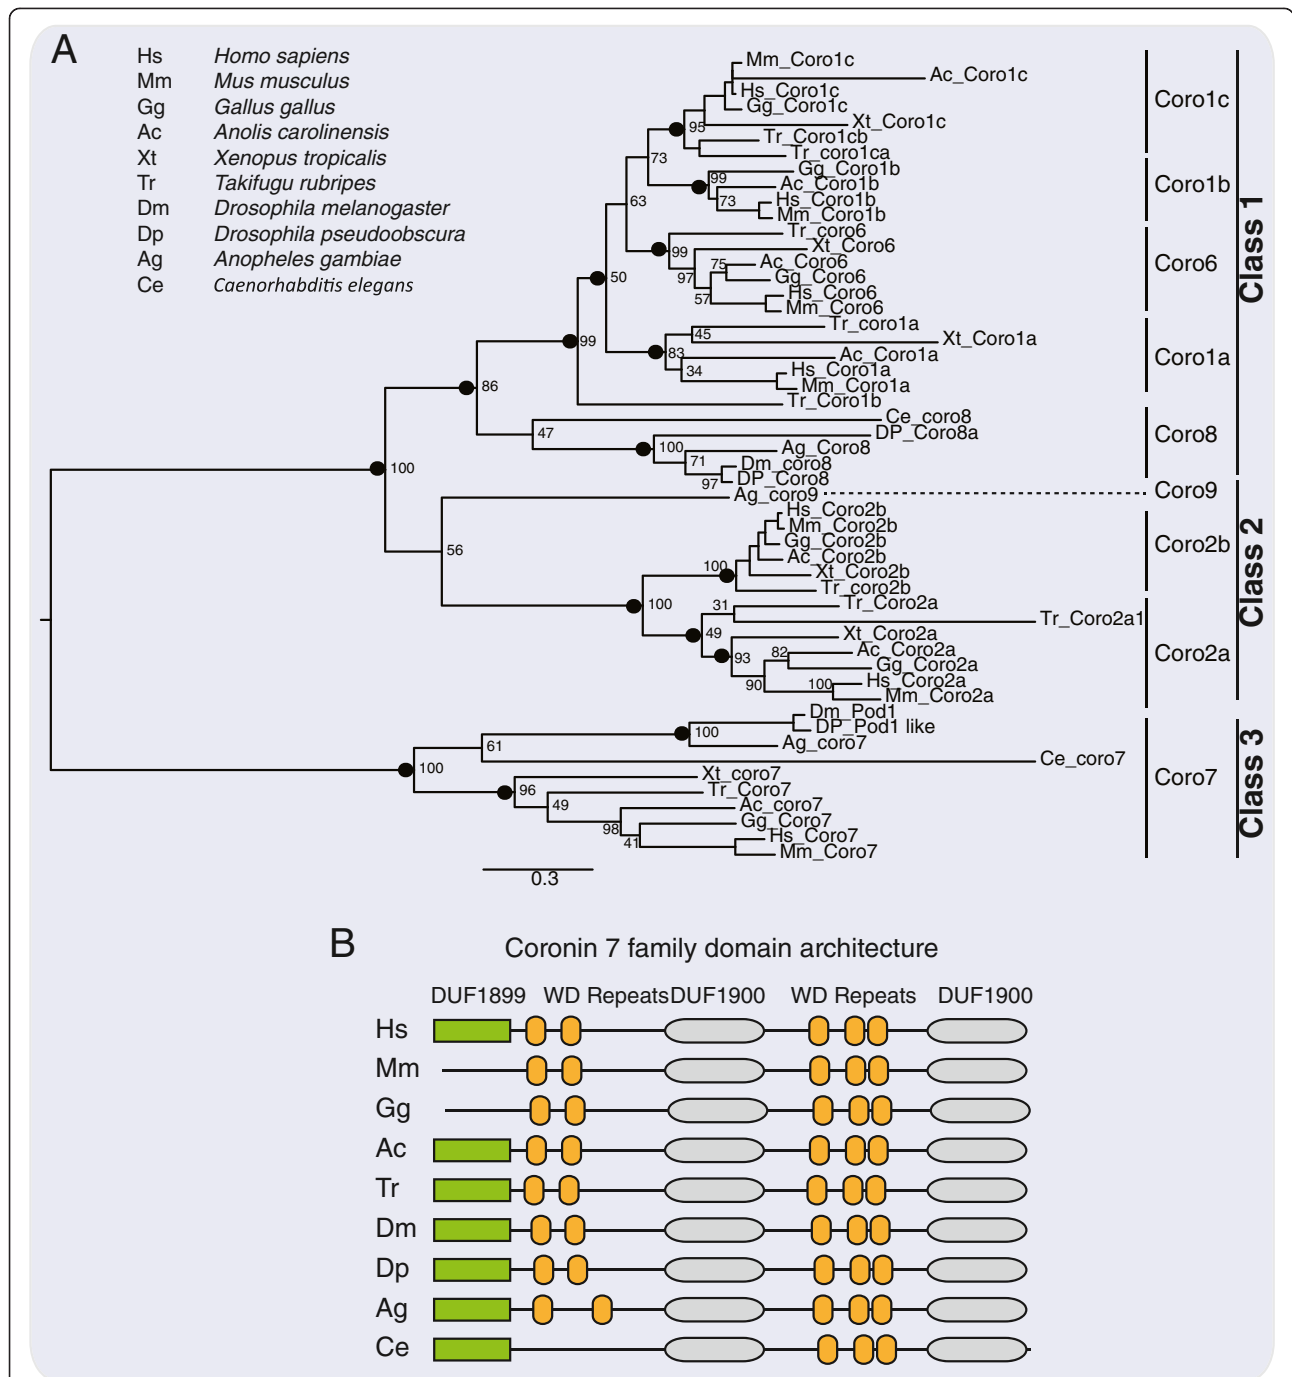 A
Hs Homo sapiens
Mm Mus musculus
Gg Gallus gallus
Ac Anolis carolinensis
Xt Xenopus tropicalis
Tr Takifugu rubripes
Dm Drosophila melanogaster
Dp Drosophila pseudoobscura
Ag Anopheles gambiae
Ce Caenorhabditis elegans
Mm_Coro1c
Ac_Coro1c
Hs_Coro1c
Gg_Coro1c
Xt_Coro1c
95
Tr_Coro1cb
Tr_coro1ca
73
Gg_Coro1b
99
Ac_Coro1b
Hs_Coro1b
73
Mm_Coro1b
63
Tr_coro6
Xt_Coro6
99
Ac_Coro6
75
97
Gg_Coro6
Hs_Coro6
57
Mm_Coro6
50
Tr_coro1a
45
Xt_Coro1a
99
83
Ac_Coro1a
34
Hs_Coro1a
Mm_Coro1a
86
Tr_Coro1b
Ce_coro8
47
DP_Coro8a
100
Ag_Coro8
71
Dm_coro8
97
DP_Coro8
100
Ag_coro9
Hs_Coro2b
Mm_Coro2b
Gg_Coro2b
56
Ac_Coro2b
100
Xt_Coro2b
Tr_coro2b
100
31
Tr_Coro2a
Tr_Coro2a1
49
Xt_Coro2a
82
Ac_Coro2a
93
Gg_Coro2a
90
100
Hs_Coro2a
Mm_Coro2a
Dm_Pod1
DP_Pod1 like
100
Ag_coro7
61
Ce_coro7
100
Xt_coro7
96
Tr_Coro7
49
Ac_coro7
98
Gg_Coro7
41
Hs_Coro7
Mm_Coro7
0.3
Coro1c
Coro1b
Coro6
Coro1a
Coro8
Coro9
Coro2b
Coro2a
Coro7
Class 1
Class 2
Class 3
B
Coronin 7 family domain architecture
DUF1899 WD Repeats DUF1900 WD Repeats DUF1900
Hs
Mm
Gg
Ac
Tr
Dm
Dp
Ag
Ce